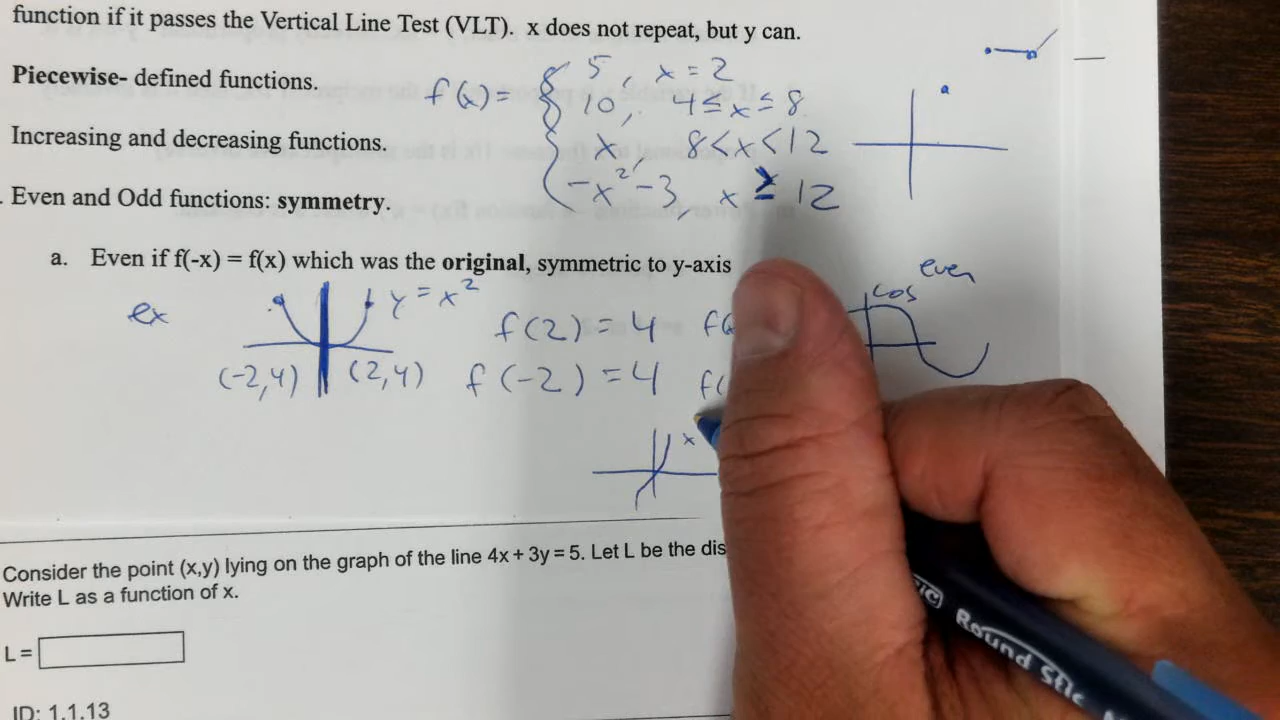 function if it passes the Vertical Line Test (VLT). x does not repeat, but y can.
Piecewise- defined functions.
f(x) = { 5, x = 2
10, 4 ≤ x ≤ 8
x, 8 < x < 12
-x² - 3, x ≥ 12
Increasing and decreasing functions.
Even and Odd functions: symmetry.
a. Even if f(-x) = f(x) which was the original, symmetric to y-axis
even
cos
ex
y = x²
f(2) = 4
(-2,4) (2,4)
f(-2) = 4
f(
x
Consider the point (x,y) lying on the graph of the line 4x + 3y = 5. Let L be the
Write L as a function of x.
L =
ID: 1.1.13
Round Stic